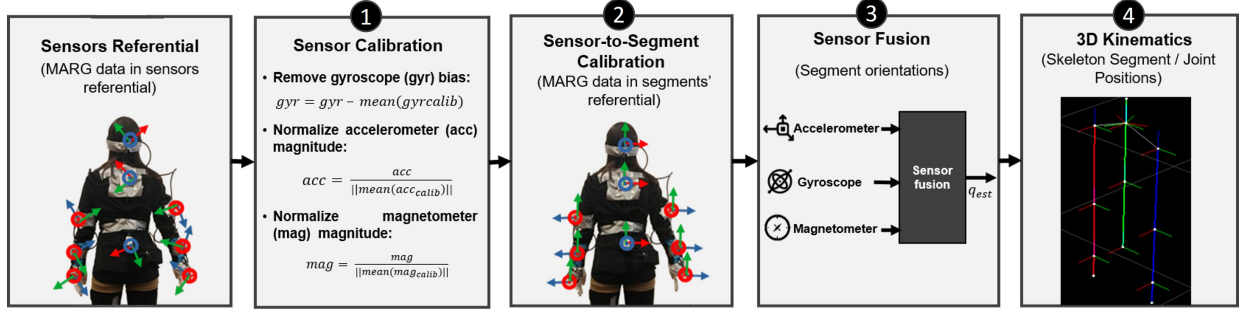 Sensors Referential
(MARG data in sensors
referential)
1
Sensor Calibration
• Remove gyroscope (gyr) bias:
gyr = gyr − mean(gyrcalib)
• Normalize accelerometer (acc)
magnitude:
acc = acc / ||mean(acc_calib)||
• Normalize magnetometer
(mag) magnitude:
mag = mag / ||mean(mag_calib)||
2
Sensor-to-Segment
Calibration
(MARG data in segments'
referential)
3
Sensor Fusion
(Segment orientations)
Accelerometer
Gyroscope
Magnetometer
Sensor
fusion
q_est
4
3D Kinematics
(Skeleton Segment / Joint
Positions)